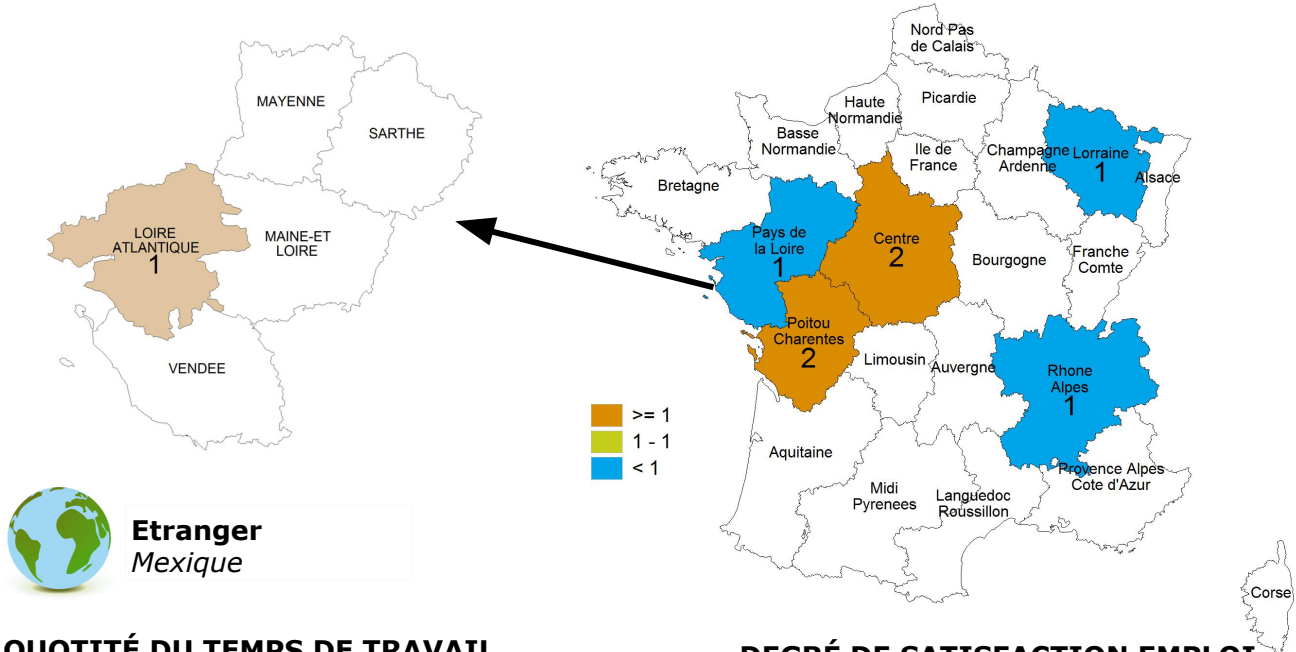 MAYENNE
SARTHE
LOIRE
ATLANTIQUE
1
MAINE-ET
LOIRE
VENDEE
Etranger
Mexique
Nord Pas
de Calais
Picardie
Haute
Normandie
Basse
Normandie
Ile de
France
Champagne
Ardenne
Lorraine
1
Alsace
Bretagne
Pays de
la Loire
1
Centre
2
Bourgogne
Franche
Comte
Poitou
Charentes
2
Limousin
Auvergne
Rhone
Alpes
1
>= 1
1 - 1
< 1
Aquitaine
Midi
Pyrenees
Languedoc
Roussillon
Provence Alpes
Cote d'Azur
Corse
QUOTITÉ DU TEMPS DE TRAVAIL
DEGRÉ DE SATISFACTION EMPLOI